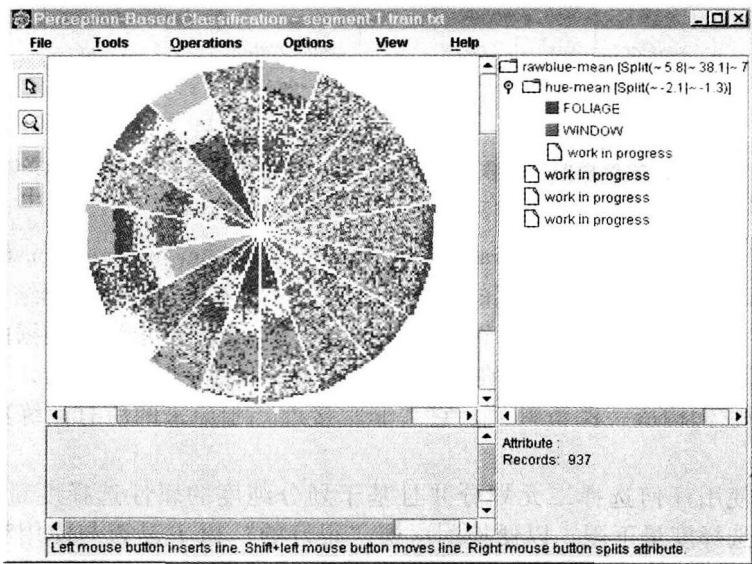 Perception-Based Classification - segment.1.train.txt
File Tools Operations Options View Help
rawblue-mean [Split(~ 5.8|~ 38.1|~ 7
hue-mean [Split(~ -2.1|~ -1.3)]
FOLIAGE
WINDOW
work in progress
work in progress
work in progress
work in progress
Attribute :
Records: 937
Left mouse button inserts line. Shift+left mouse button moves line. Right mouse button splits attribute.